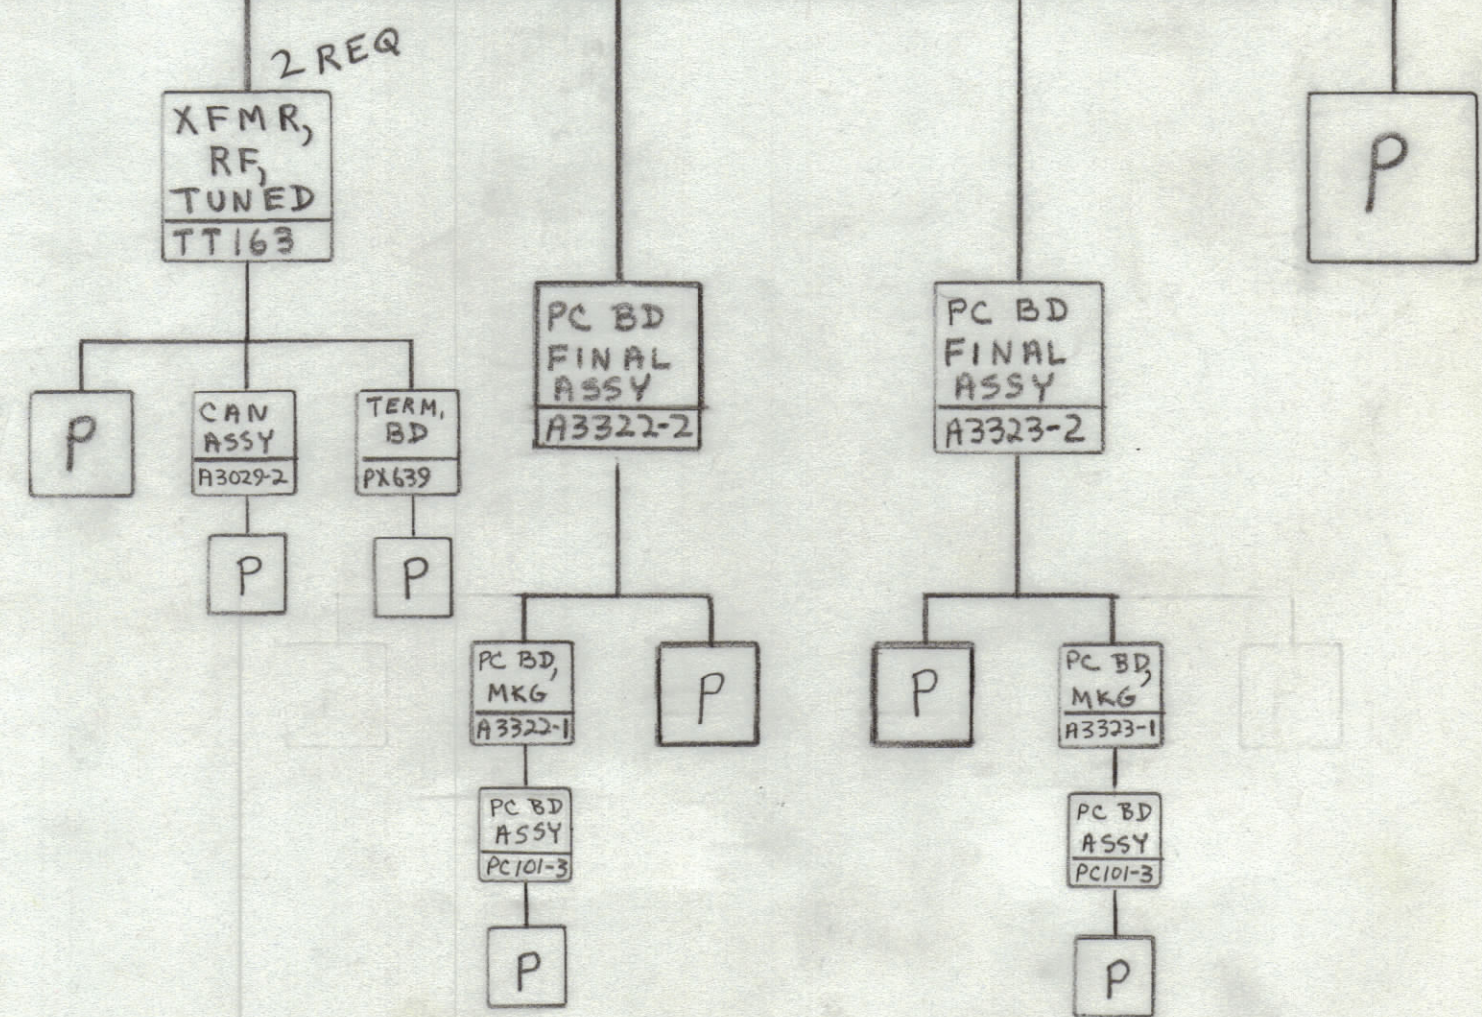 2 REQ
XFMR,
RF,
TUNED
TT163
P
PC BD
FINAL
ASSY
A3322-2
PC BD
FINAL
ASSY
A3323-2
P
CAN
ASSY
A3029-2
TERM,
BD
PX639
P
P
PC BD,
MKG
A3322-1
P
P
PC BD,
MKG
A3323-1
PC BD
ASSY
PC101-3
PC BD
ASSY
PC101-3
P
P